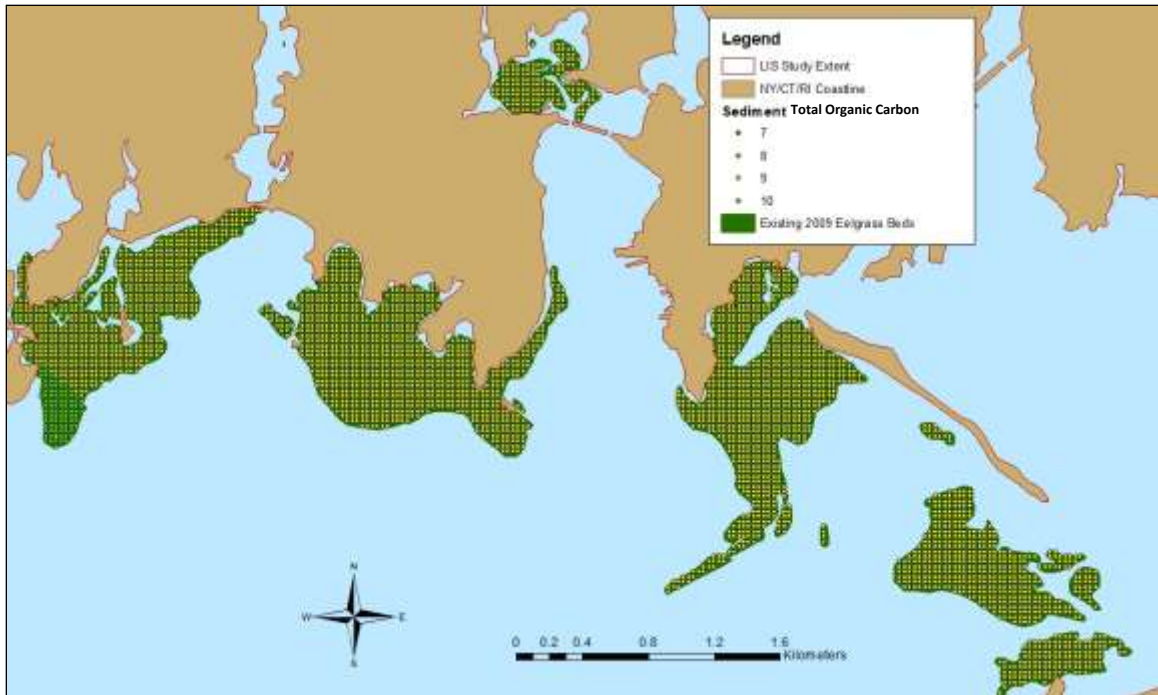 Legend
LIS Study Extent
NY/CT/RI Coastline
Sediment Total Organic Carbon
7
8
9
10
Existing 2009 Eelgrass Beds
N
W E
S
0 0.2 0.4 0.8 1.2 1.6
Kilometers